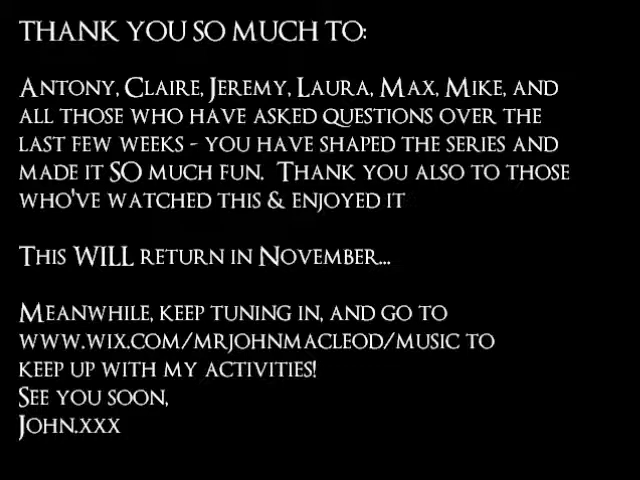 THANK YOU SO MUCH TO:
ANTONY, CLAIRE, JEREMY, LAURA, MAX, MIKE, AND
ALL THOSE WHO HAVE ASKED QUESTIONS OVER THE
LAST FEW WEEKS - YOU HAVE SHAPED THE SERIES AND
MADE IT SO MUCH FUN.  THANK YOU ALSO TO THOSE
WHO'VE WATCHED THIS & ENJOYED IT
THIS WILL RETURN IN NOVEMBER...
MEANWHILE, KEEP TUNING IN, AND GO TO
WWW.WIX.COM/MRJOHNMACLEOD/MUSIC TO
KEEP UP WITH MY ACTIVITIES!
SEE YOU SOON,
JOHN.XXX